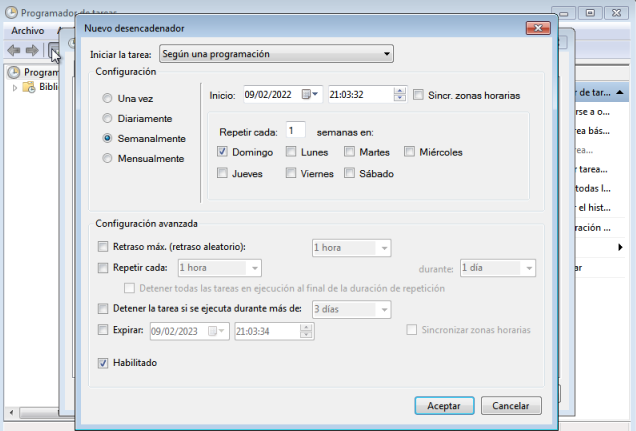 Programador de tareas
Nuevo desencadenador
Archivo
Iniciar la tarea: Según una programación
Configuración
Program
Bibli
Una vez
Diariamente
Semanalmente
Mensualmente
Inicio: 09/02/2022 21:03:32 Sincr. zonas horarias
Repetir cada: 1 semanas en:
Domingo Lunes Martes Miércoles
Jueves Viernes Sábado
de tar...
rse a o...
ea bás...
rea...
tarea...
todas l...
el hist...
ración ...
ar
Configuración avanzada
Retraso máx. (retraso aleatorio): 1 hora
Repetir cada: 1 hora durante: 1 día
Detener todas las tareas en ejecución al final de la duración de repetición
Detener la tarea si se ejecuta durante más de: 3 días
Expirar: 09/02/2023 21:03:34 Sincronizar zonas horarias
Habilitado
Aceptar Cancelar